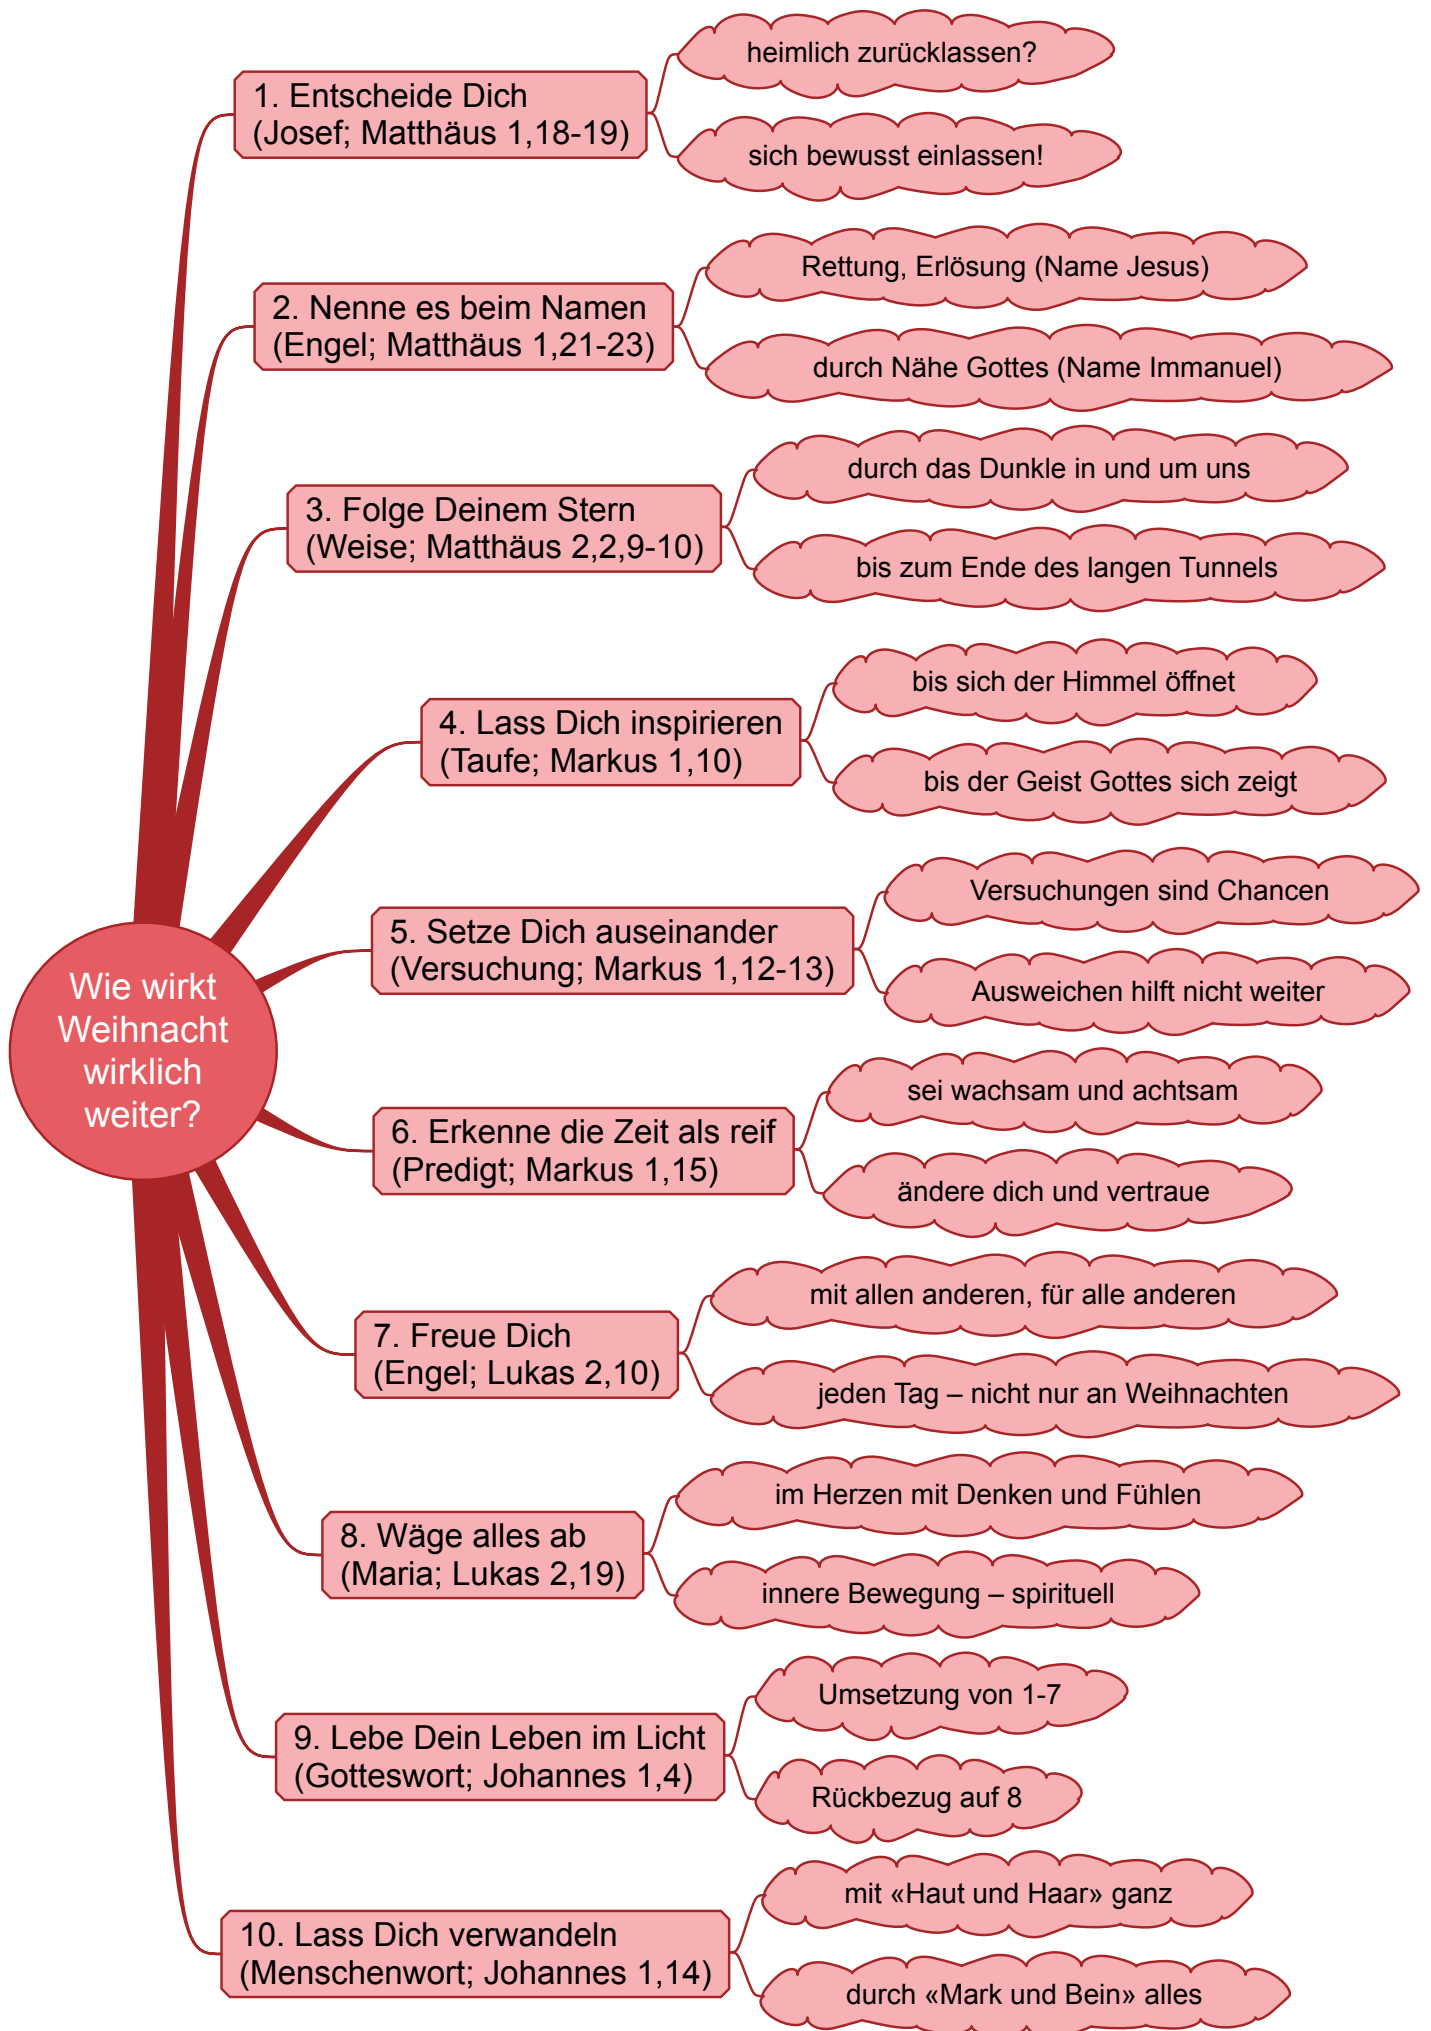 Wie wirkt
Weihnacht
wirklich
weiter?
1. Entscheide Dich
(Josef; Matthäus 1,18-19)
heimlich zurücklassen?
sich bewusst einlassen!
2. Nenne es beim Namen
(Engel; Matthäus 1,21-23)
Rettung, Erlösung (Name Jesus)
durch Nähe Gottes (Name Immanuel)
3. Folge Deinem Stern
(Weise; Matthäus 2,2,9-10)
durch das Dunkle in und um uns
bis zum Ende des langen Tunnels
4. Lass Dich inspirieren
(Taufe; Markus 1,10)
bis sich der Himmel öffnet
bis der Geist Gottes sich zeigt
5. Setze Dich auseinander
(Versuchung; Markus 1,12-13)
Versuchungen sind Chancen
Ausweichen hilft nicht weiter
6. Erkenne die Zeit als reif
(Predigt; Markus 1,15)
sei wachsam und achtsam
ändere dich und vertraue
7. Freue Dich
(Engel; Lukas 2,10)
mit allen anderen, für alle anderen
jeden Tag – nicht nur an Weihnachten
8. Wäge alles ab
(Maria; Lukas 2,19)
im Herzen mit Denken und Fühlen
innere Bewegung – spirituell
9. Lebe Dein Leben im Licht
(Gotteswort; Johannes 1,4)
Umsetzung von 1-7
Rückbezug auf 8
10. Lass Dich verwandeln
(Menschenwort; Johannes 1,14)
mit «Haut und Haar» ganz
durch «Mark und Bein» alles